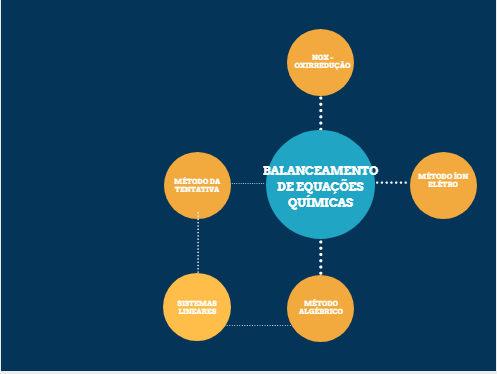 NOX -
OXIRREDUÇÃO
BALANCEAMENTO
DE EQUAÇÕES
QUÍMICAS
MÉTODO DA
TENTATIVA
MÉTODO ÍON
ELÉTRO
SISTEMAS
LINEARES
MÉTODO
ALGÉBRICO